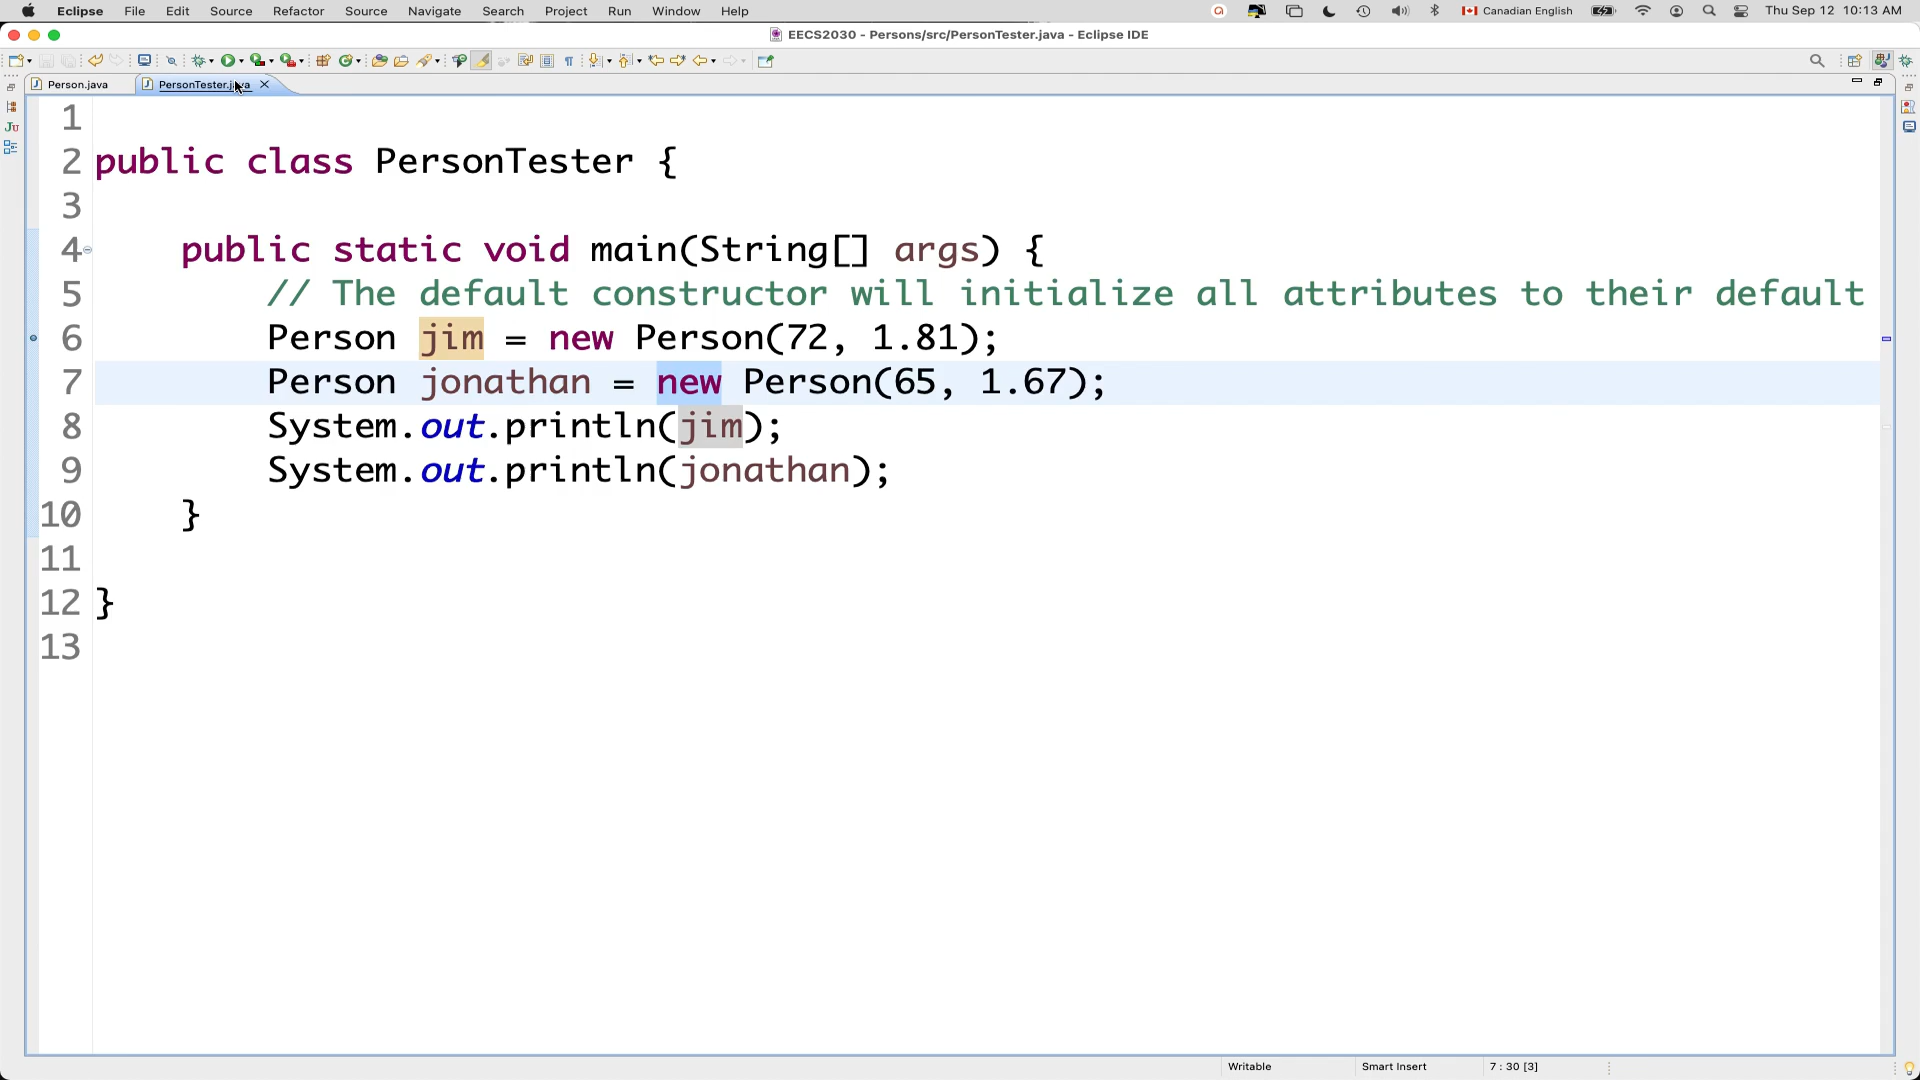 Eclipse File Edit Source Refactor Source Navigate Search Project Run Window Help Canadian English Thu Sep 12 10:13 AM
EECS2030 - Persons/src/PersonTester.java - Eclipse IDE
Person.java PersonTester.java
1
2 public class PersonTester {
3
4 public static void main(String[] args) {
5 // The default constructor will initialize all attributes to their default
6 Person jim = new Person(72, 1.81);
7 Person jonathan = new Person(65, 1.67);
8 System.out.println(jim);
9 System.out.println(jonathan);
10 }
11
12 }
13
Writable Smart Insert 7 : 30 [3]